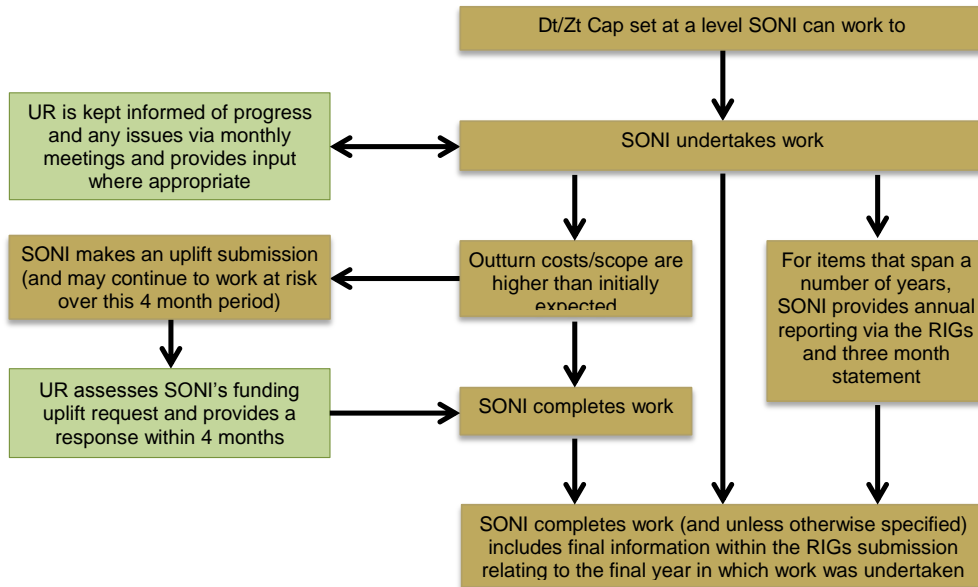 Dt/Zt Cap set at a level SONI can work to
UR is kept informed of progress
and any issues via monthly
meetings and provides input
where appropriate
SONI undertakes work
SONI makes an uplift submission
(and may continue to work at risk
over this 4 month period)
Outturn costs/scope are
higher than initially
expected
For items that span a
number of years,
SONI provides annual
reporting via the RIGs
and three month
statement
UR assesses SONI’s funding
uplift request and provides a
response within 4 months
SONI completes work
SONI completes work (and unless otherwise specified)
includes final information within the RIGs submission
relating to the final year in which work was undertaken